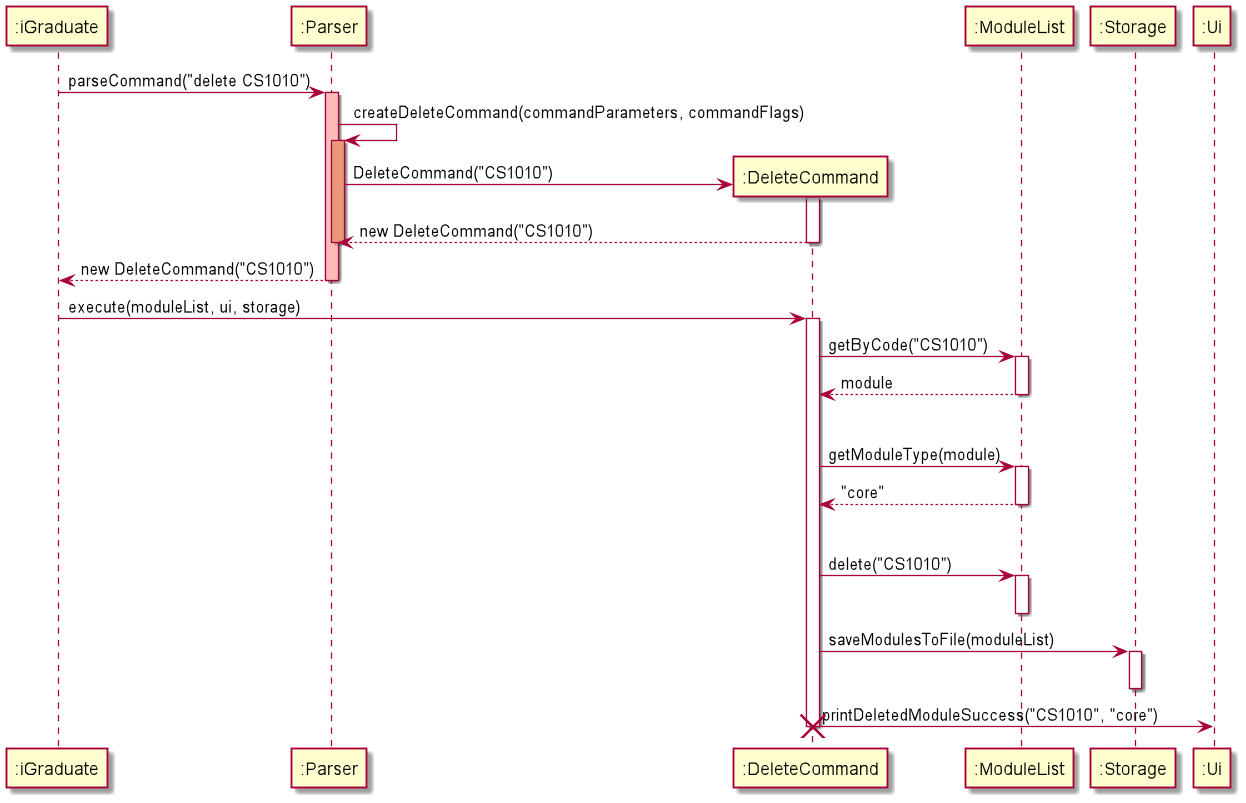 :iGraduate :Parser :ModuleList :Storage :Ui
parseCommand("delete CS1010")
createDeleteCommand(commandParameters, commandFlags)
DeleteCommand("CS1010")
:DeleteCommand
new DeleteCommand("CS1010")
new DeleteCommand("CS1010")
execute(moduleList, ui, storage)
getByCode("CS1010")
module
getModuleType(module)
"core"
delete("CS1010")
saveModulesToFile(moduleList)
printDeletedModuleSuccess("CS1010", "core")
:iGraduate :Parser :DeleteCommand :ModuleList :Storage :Ui